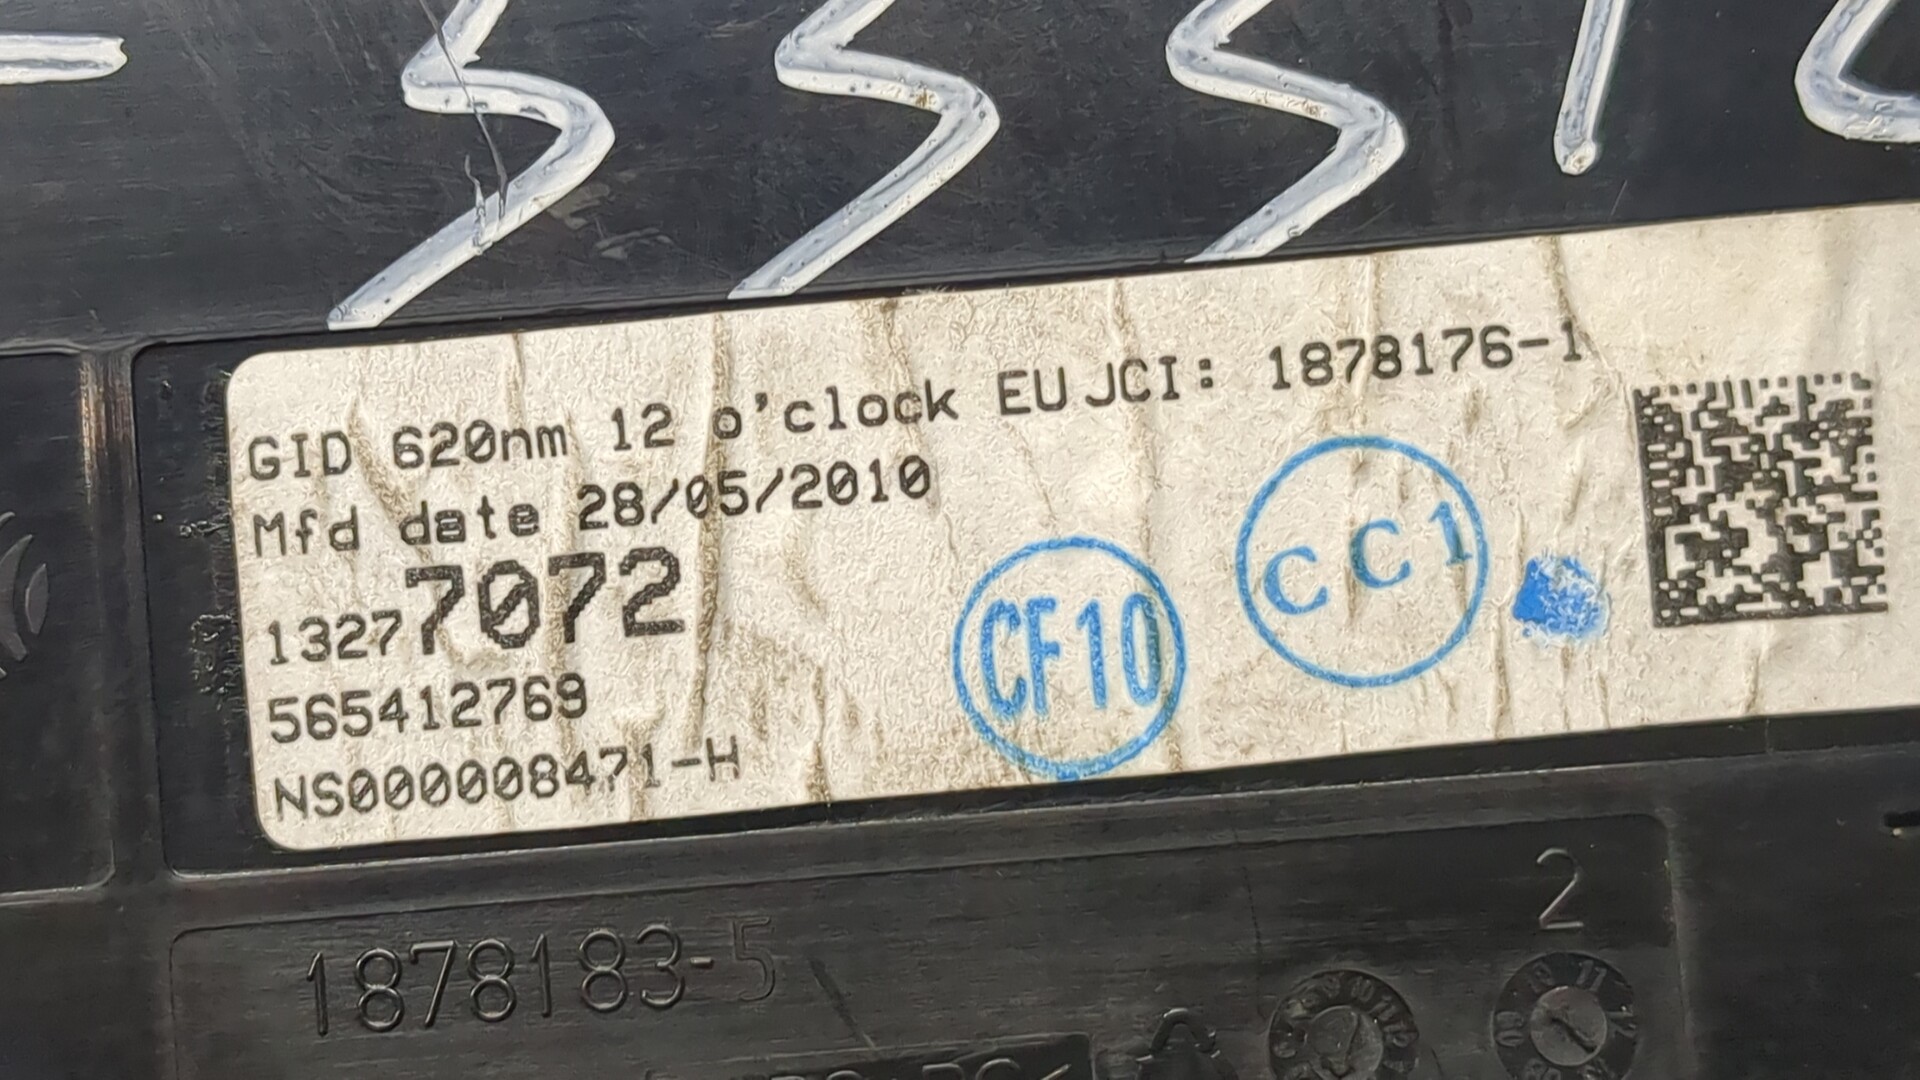 GID 620nm 12 o'clock EU JCI: 1878176-1
Mfd date 28/05/2010
13277072
565412769
NS000008471-H
CF10
CC1
1878183-5
2